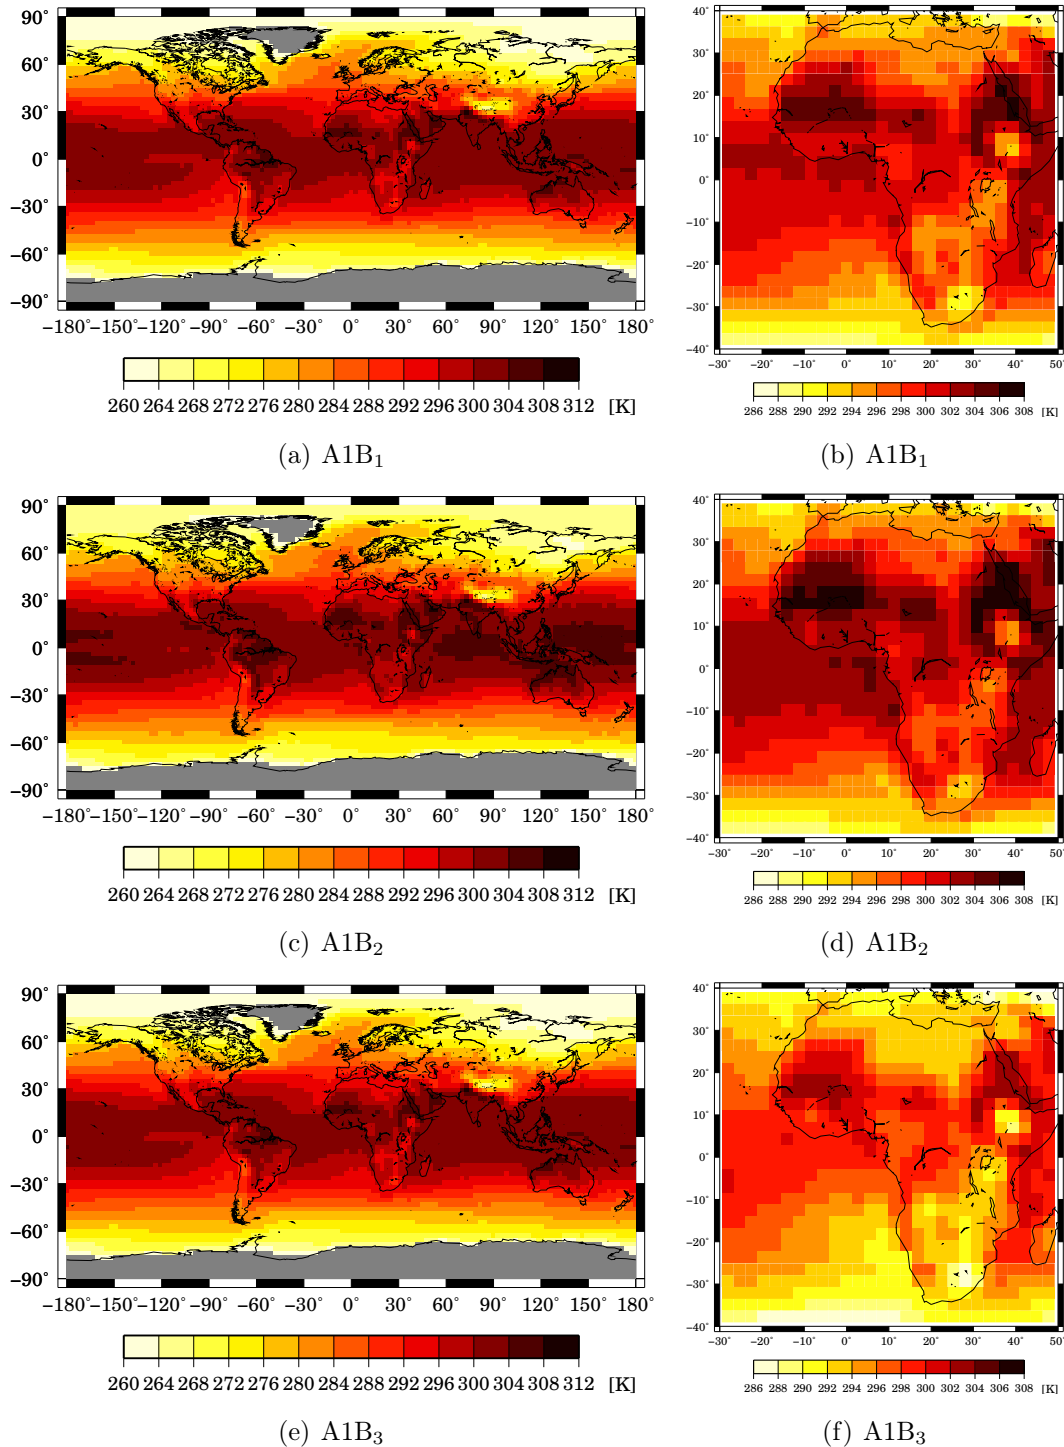 90° 60° 30° 0° −30° −60° −90°
−180° −150° −120° −90° −60° −30° 0° 30° 60° 90° 120° 150° 180°
260 264 268 272 276 280 284 288 292 296 300 304 308 312 [K]
(a) A1B₁
40° 30° 20° 10° 0° −10° −20° −30° −40°
−30° −20° −10° 0° 10° 20° 30° 40° 50°
286 288 290 292 294 296 298 300 302 304 306 308 [K]
(b) A1B₁
90° 60° 30° 0° −30° −60° −90°
−180° −150° −120° −90° −60° −30° 0° 30° 60° 90° 120° 150° 180°
260 264 268 272 276 280 284 288 292 296 300 304 308 312 [K]
(c) A1B₂
40° 30° 20° 10° 0° −10° −20° −30° −40°
−30° −20° −10° 0° 10° 20° 30° 40° 50°
286 288 290 292 294 296 298 300 302 304 306 308 [K]
(d) A1B₂
90° 60° 30° 0° −30° −60° −90°
−180° −150° −120° −90° −60° −30° 0° 30° 60° 90° 120° 150° 180°
260 264 268 272 276 280 284 288 292 296 300 304 308 312 [K]
(e) A1B₃
40° 30° 20° 10° 0° −10° −20° −30° −40°
−30° −20° −10° 0° 10° 20° 30° 40° 50°
286 288 290 292 294 296 298 300 302 304 306 308 [K]
(f) A1B₃